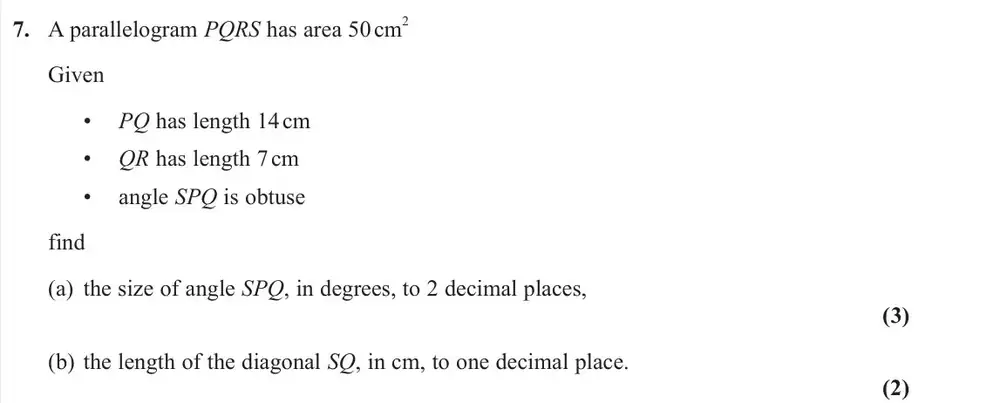 7. A parallelogram PQRS has area 50 cm²
Given
• PQ has length 14 cm
• QR has length 7 cm
• angle SPQ is obtuse
find
(a) the size of angle SPQ, in degrees, to 2 decimal places,
(3)
(b) the length of the diagonal SQ, in cm, to one decimal place.
(2)